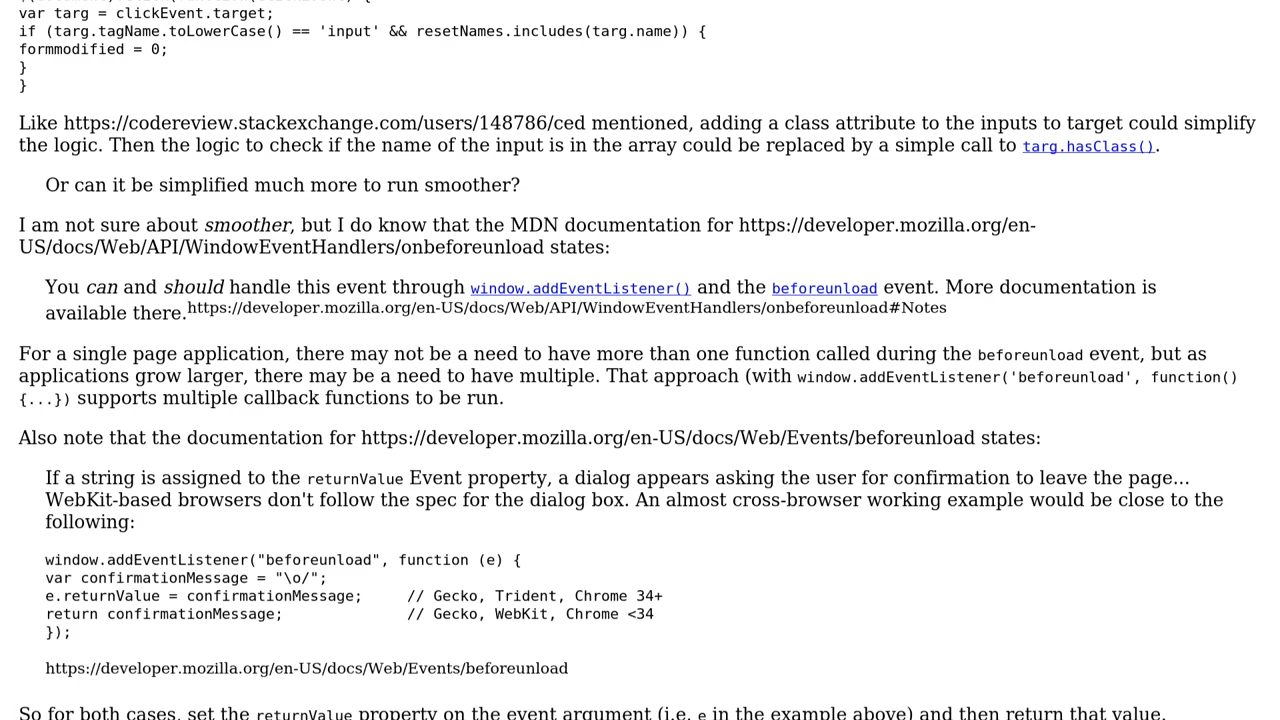 var targ = clickEvent.target;
if (targ.tagName.toLowerCase() == 'input' && resetNames.includes(targ.name)) {
formmodified = 0;
}
}
Like https://codereview.stackexchange.com/users/148786/ced mentioned, adding a class attribute to the inputs to target could simplify
the logic. Then the logic to check if the name of the input is in the array could be replaced by a simple call to targ.hasClass().
Or can it be simplified much more to run smoother?
I am not sure about smoother, but I do know that the MDN documentation for https://developer.mozilla.org/en-
US/docs/Web/API/WindowEventHandlers/onbeforeunload states:
You can and should handle this event through window.addEventListener() and the beforeunload event. More documentation is
available there.https://developer.mozilla.org/en-US/docs/Web/API/WindowEventHandlers/onbeforeunload#Notes
For a single page application, there may not be a need to have more than one function called during the beforeunload event, but as
applications grow larger, there may be a need to have multiple. That approach (with window.addEventListener('beforeunload', function()
{...}) supports multiple callback functions to be run.
Also note that the documentation for https://developer.mozilla.org/en-US/docs/Web/Events/beforeunload states:
If a string is assigned to the returnValue Event property, a dialog appears asking the user for confirmation to leave the page...
WebKit-based browsers don't follow the spec for the dialog box. An almost cross-browser working example would be close to the
following:
window.addEventListener("beforeunload", function (e) {
var confirmationMessage = "\o/";
e.returnValue = confirmationMessage;     // Gecko, Trident, Chrome 34+
return confirmationMessage;              // Gecko, WebKit, Chrome <34
});
https://developer.mozilla.org/en-US/docs/Web/Events/beforeunload
So for both cases, set the returnValue property on the event argument (i.e. e in the example above) and then return that value.